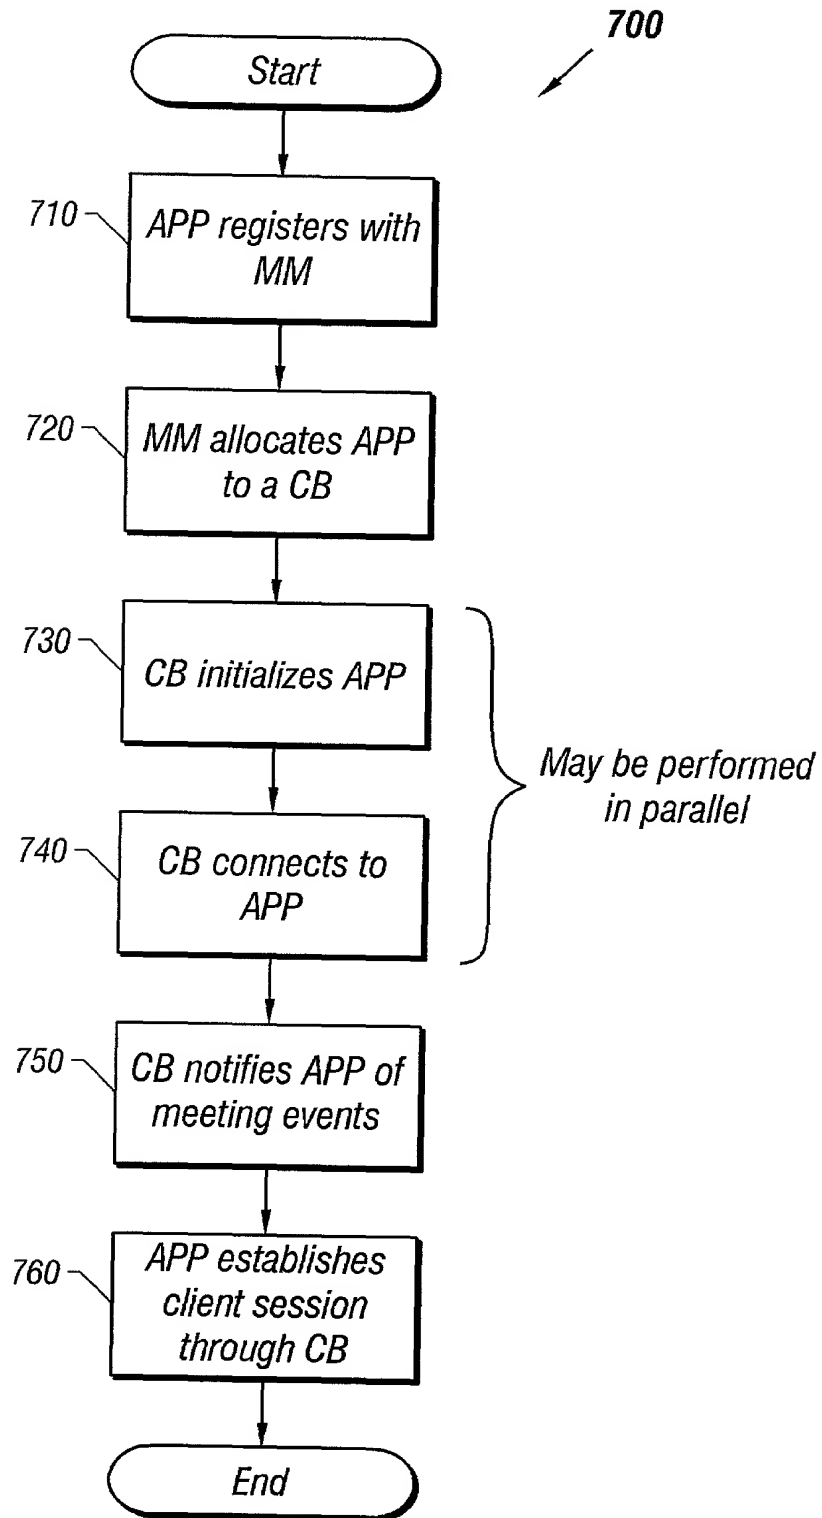 700
Start
710
APP registers with
MM
720
MM allocates APP
to a CB
730
CB initializes APP
May be performed
in parallel
740
CB connects to
APP
750
CB notifies APP of
meeting events
760
APP establishes
client session
through CB
End